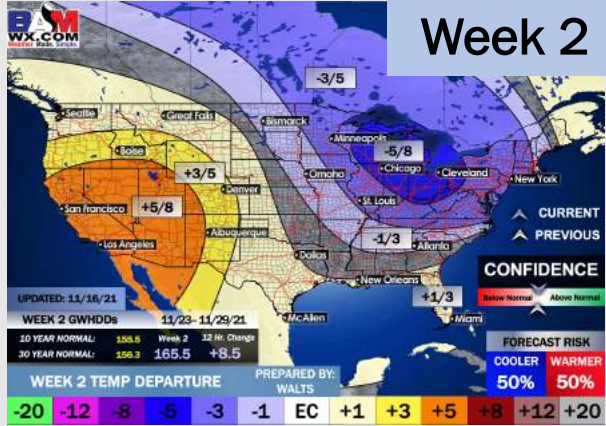 Week 2
BAM
WX.COM
Weather. Made. Simple.
-3/5
Seattle
Great Falls
Bismarck
Minneapolis
-5/8
Boise
Chicago
Cleveland
New York
+3/5
Omaha
Denver
St. Louis
San Francisco
+5/8
CURRENT
PREVIOUS
Albuquerque
-1/3
Atlanta
Los Angeles
Dallas
CONFIDENCE
New Orleans
Below Normal
Above Normal
+1/3
UPDATED: 11/16/21
McAllen
Miami
WEEK 2 GWHDDs 11/23– 11/29/21
10 YEAR NORMAL: 155.5 Week 2 12 Hr. Change
30 YEAR NORMAL: 156.3 165.5 +8.5
FORECAST RISK
COOLER WARMER
50% 50%
WEEK 2 TEMP DEPARTURE
PREPARED BY:
WALTS
-20 -12 -8 -5 -3 -1 EC +1 +3 +5 +8 +12 +20